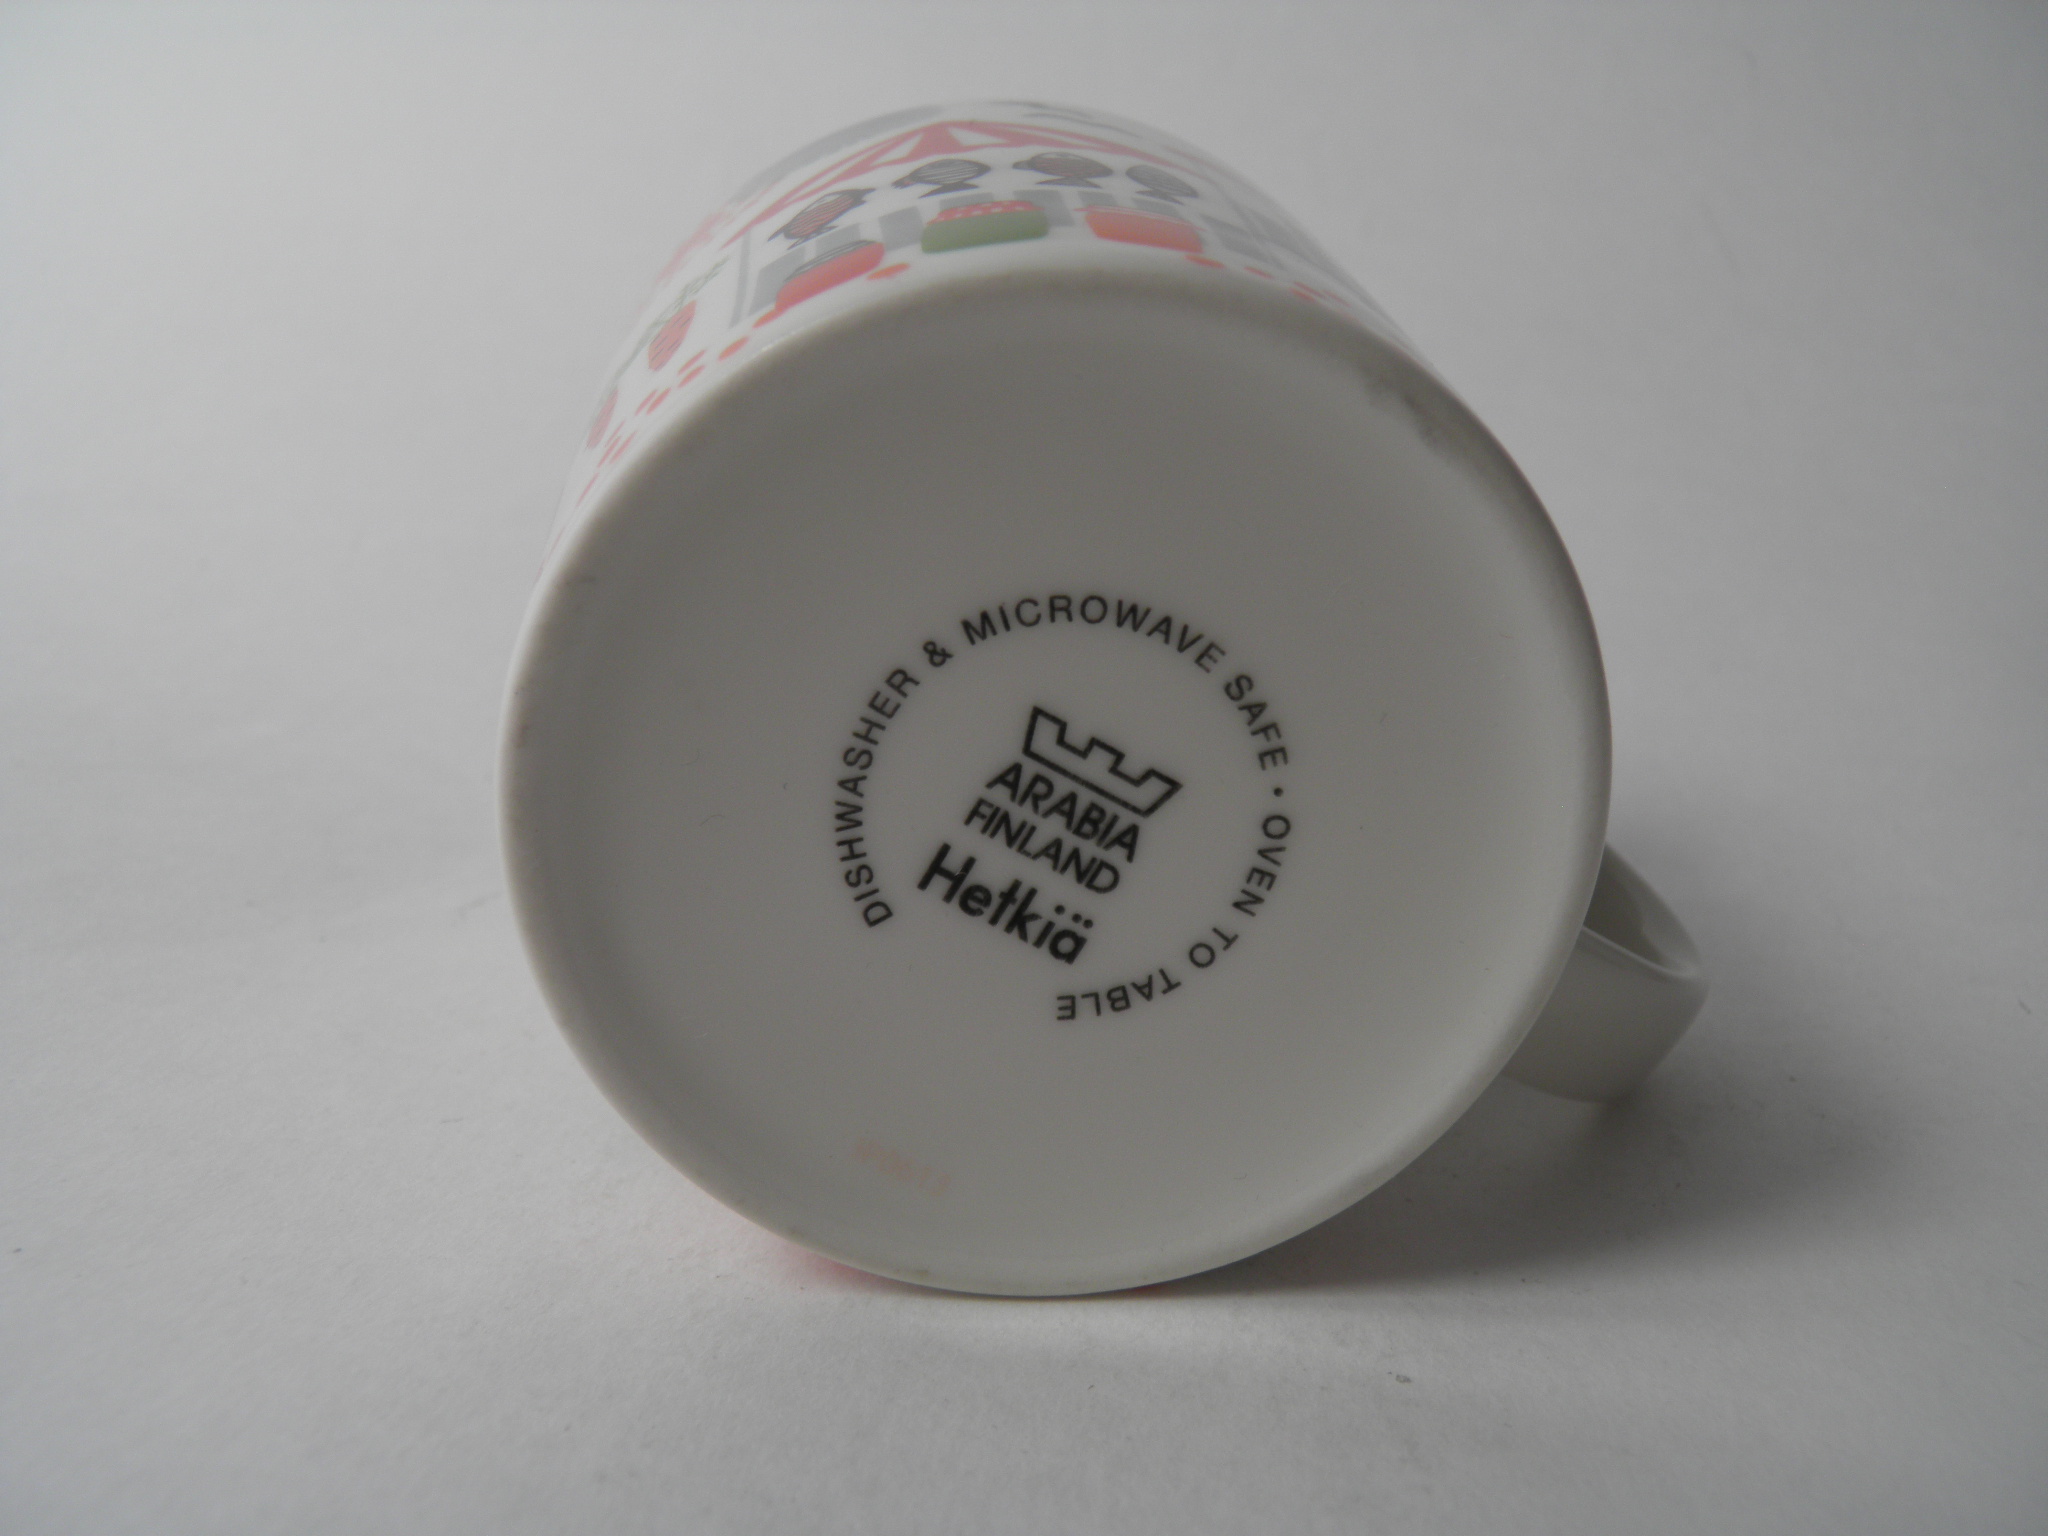 DISHWASHER & MICROWAVE SAFE • OVEN TO TABLE
ARABIA
FINLAND
Hetkiä